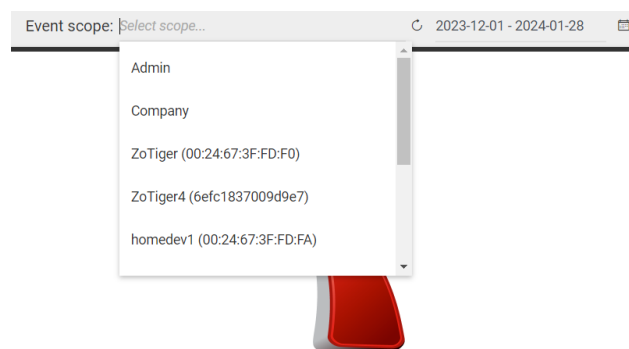 Event scope: Select scope... 2023-12-01 - 2024-01-28
Admin
Company
ZoTiger (00:24:67:3F:FD:F0)
ZoTiger4 (6efc1837009d9e7)
homedev1 (00:24:67:3F:FD:FA)